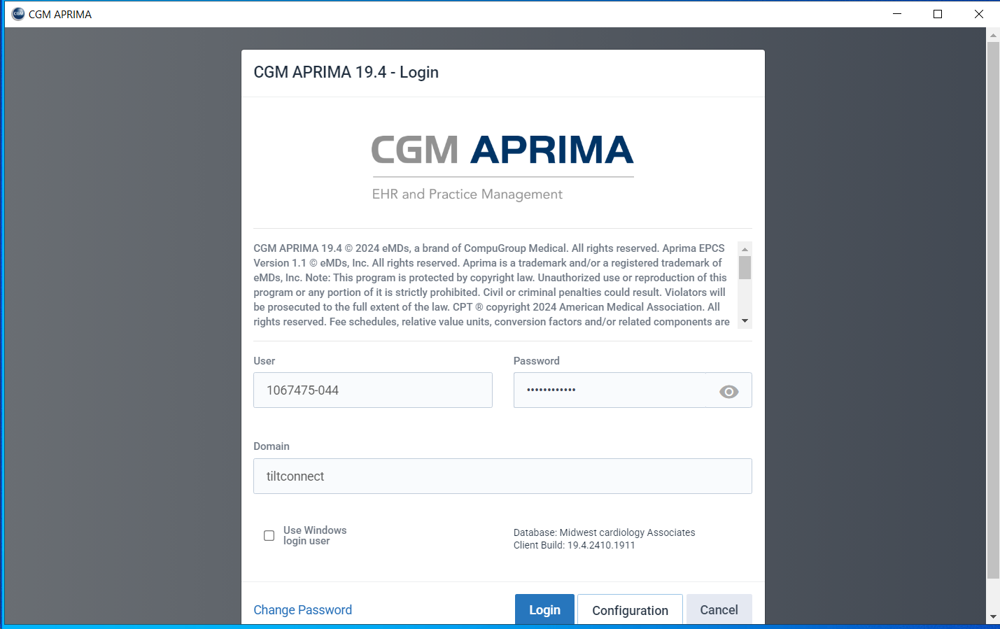 CGM APRIMA
CGM APRIMA 19.4 - Login
CGM APRIMA
EHR and Practice Management
CGM APRIMA 19.4 © 2024 eMDs, a brand of CompuGroup Medical. All rights reserved. Aprima EPCS
Version 1.1 © eMDs, Inc. All rights reserved. Aprima is a trademark and/or a registered trademark of
eMDs, Inc. Note: This program is protected by copyright law. Unauthorized use or reproduction of this
program or any portion of it is strictly prohibited. Civil or criminal penalties could result. Violators will
be prosecuted to the full extent of the law. CPT ® copyright 2024 American Medical Association. All
rights reserved. Fee schedules, relative value units, conversion factors and/or related components are
User
Password
1067475-044
••••••••••••
Domain
tiltconnect
Use Windows
login user
Database: Midwest cardiology Associates
Client Build: 19.4.2410.1911
Change Password
Login
Configuration
Cancel